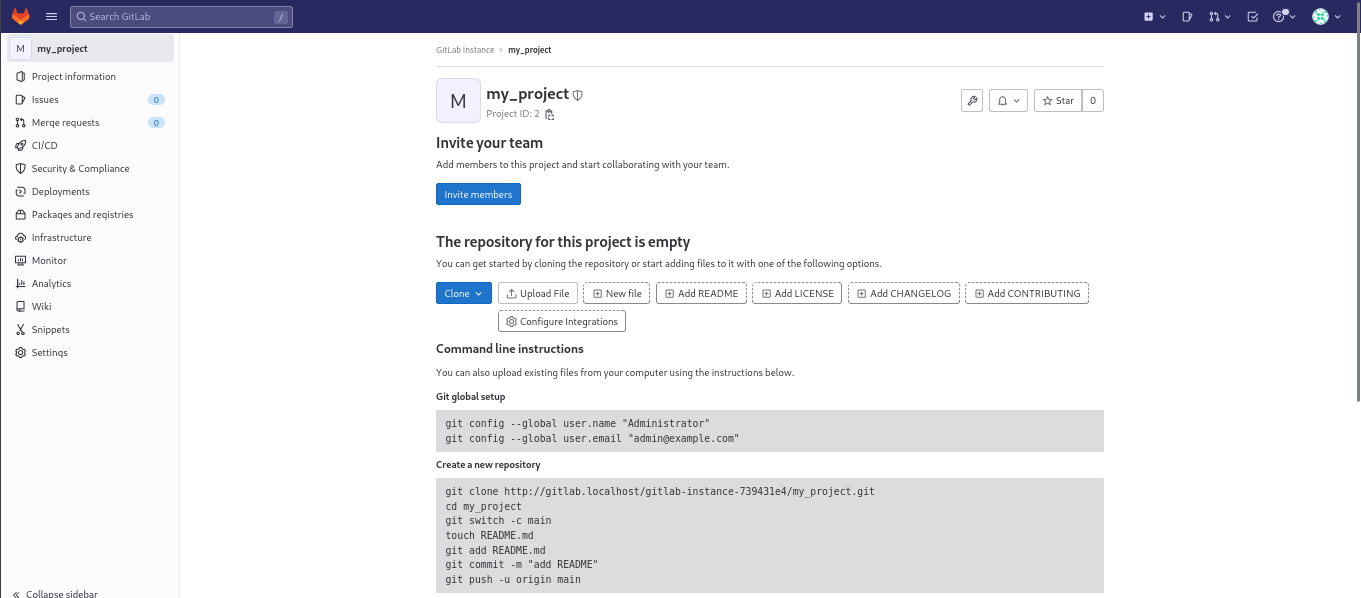 Search GitLab /
M my_project
Project information
Issues 0
Merge requests 0
CI/CD
Security & Compliance
Deployments
Packages and registries
Infrastructure
Monitor
Analytics
Wiki
Snippets
Settings
Collapse sidebar
GitLab Instance › my_project
M
my_project
Project ID: 2
Star 0
Invite your team
Add members to this project and start collaborating with your team.
Invite members
The repository for this project is empty
You can get started by cloning the repository or start adding files to it with one of the following options.
Clone Upload File New file Add README Add LICENSE Add CHANGELOG Add CONTRIBUTING
Configure Integrations
Command line instructions
You can also upload existing files from your computer using the instructions below.
Git global setup
git config --global user.name "Administrator"
git config --global user.email "admin@example.com"
Create a new repository
git clone http://gitlab.localhost/gitlab-instance-739431e4/my_project.git
cd my_project
git switch -c main
touch README.md
git add README.md
git commit -m "add README"
git push -u origin main